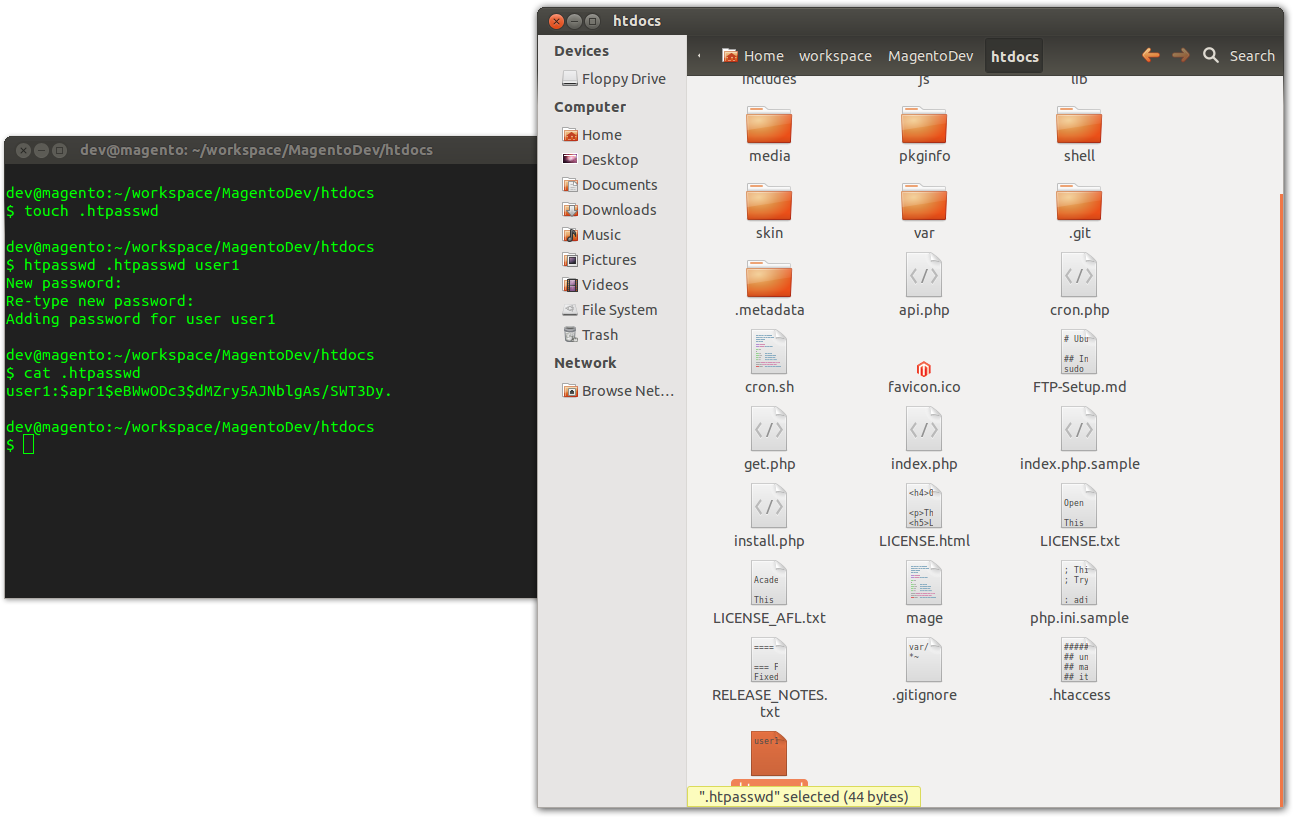 dev@magento: ~/workspace/MagentoDev/htdocs
dev@magento:~/workspace/MagentoDev/htdocs
$ touch .htpasswd
dev@magento:~/workspace/MagentoDev/htdocs
$ htpasswd .htpasswd user1
New password:
Re-type new password:
Adding password for user user1
dev@magento:~/workspace/MagentoDev/htdocs
$ cat .htpasswd
user1:$apr1$eBWwODc3$dMZry5AJNblgAs/SWT3Dy.
dev@magento:~/workspace/MagentoDev/htdocs
$
htdocs
Devices
Floppy Drive
Computer
Home
Desktop
Documents
Downloads
Music
Pictures
Videos
File System
Trash
Network
Browse Net...
Home workspace MagentoDev htdocs Search
includes js lib
media pkginfo shell
skin var .git
.metadata api.php cron.php
# Ubu
## In
sudo
cron.sh favicon.ico FTP-Setup.md
get.php index.php index.php.sample
<h4>O
<p>Th
<h5>L
Open
This
install.php LICENSE.html LICENSE.txt
Acade
This
; Thi
; Try
; adi
LICENSE_AFL.txt mage php.ini.sample
====
=== F
Fixed
var/
*~
#####
## un
## ma
## it
RELEASE_NOTES. .gitignore .htaccess
txt
user1
".htpasswd" selected (44 bytes)